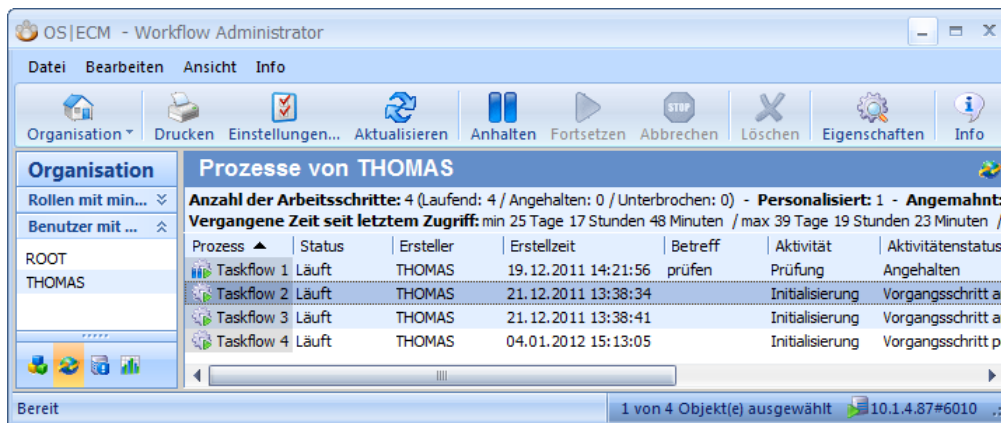 OS|ECM - Workflow Administrator
Datei Bearbeiten Ansicht Info
Organisation Drucken Einstellungen... Aktualisieren Anhalten Fortsetzen STOP Abbrechen Löschen Eigenschaften Info
Organisation
Rollen mit min...
Benutzer mit ...
ROOT
THOMAS
Prozesse von THOMAS
Anzahl der Arbeitsschritte: 4 (Laufend: 4 / Angehalten: 0 / Unterbrochen: 0) - Personalisiert: 1 - Angemahnt:
Vergangene Zeit seit letztem Zugriff: min 25 Tage 17 Stunden 48 Minuten / max 39 Tage 19 Stunden 23 Minuten /
Prozess Status Ersteller Erstellzeit Betreff Aktivität Aktivitätenstatus
Taskflow 1 Läuft THOMAS 19.12.2011 14:21:56 prüfen Prüfung Angehalten
Taskflow 2 Läuft THOMAS 21.12.2011 13:38:34 Initialisierung Vorgangsschritt a
Taskflow 3 Läuft THOMAS 21.12.2011 13:38:41 Initialisierung Vorgangsschritt a
Taskflow 4 Läuft THOMAS 04.01.2012 15:13:05 Initialisierung Vorgangsschritt p
Bereit 1 von 4 Objekt(e) ausgewählt 10.1.4.87#6010